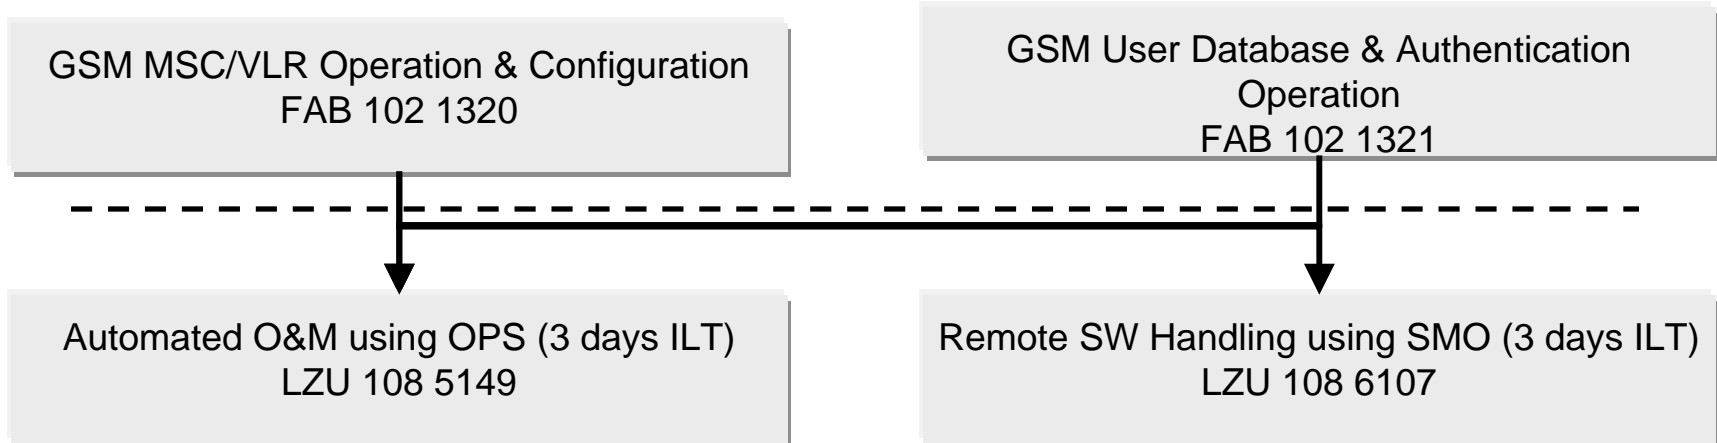 GSM MSC/VLR Operation & Configuration
FAB 102 1320
GSM User Database & Authentication
Operation
FAB 102 1321
Automated O&M using OPS (3 days ILT)
LZU 108 5149
Remote SW Handling using SMO (3 days ILT)
LZU 108 6107